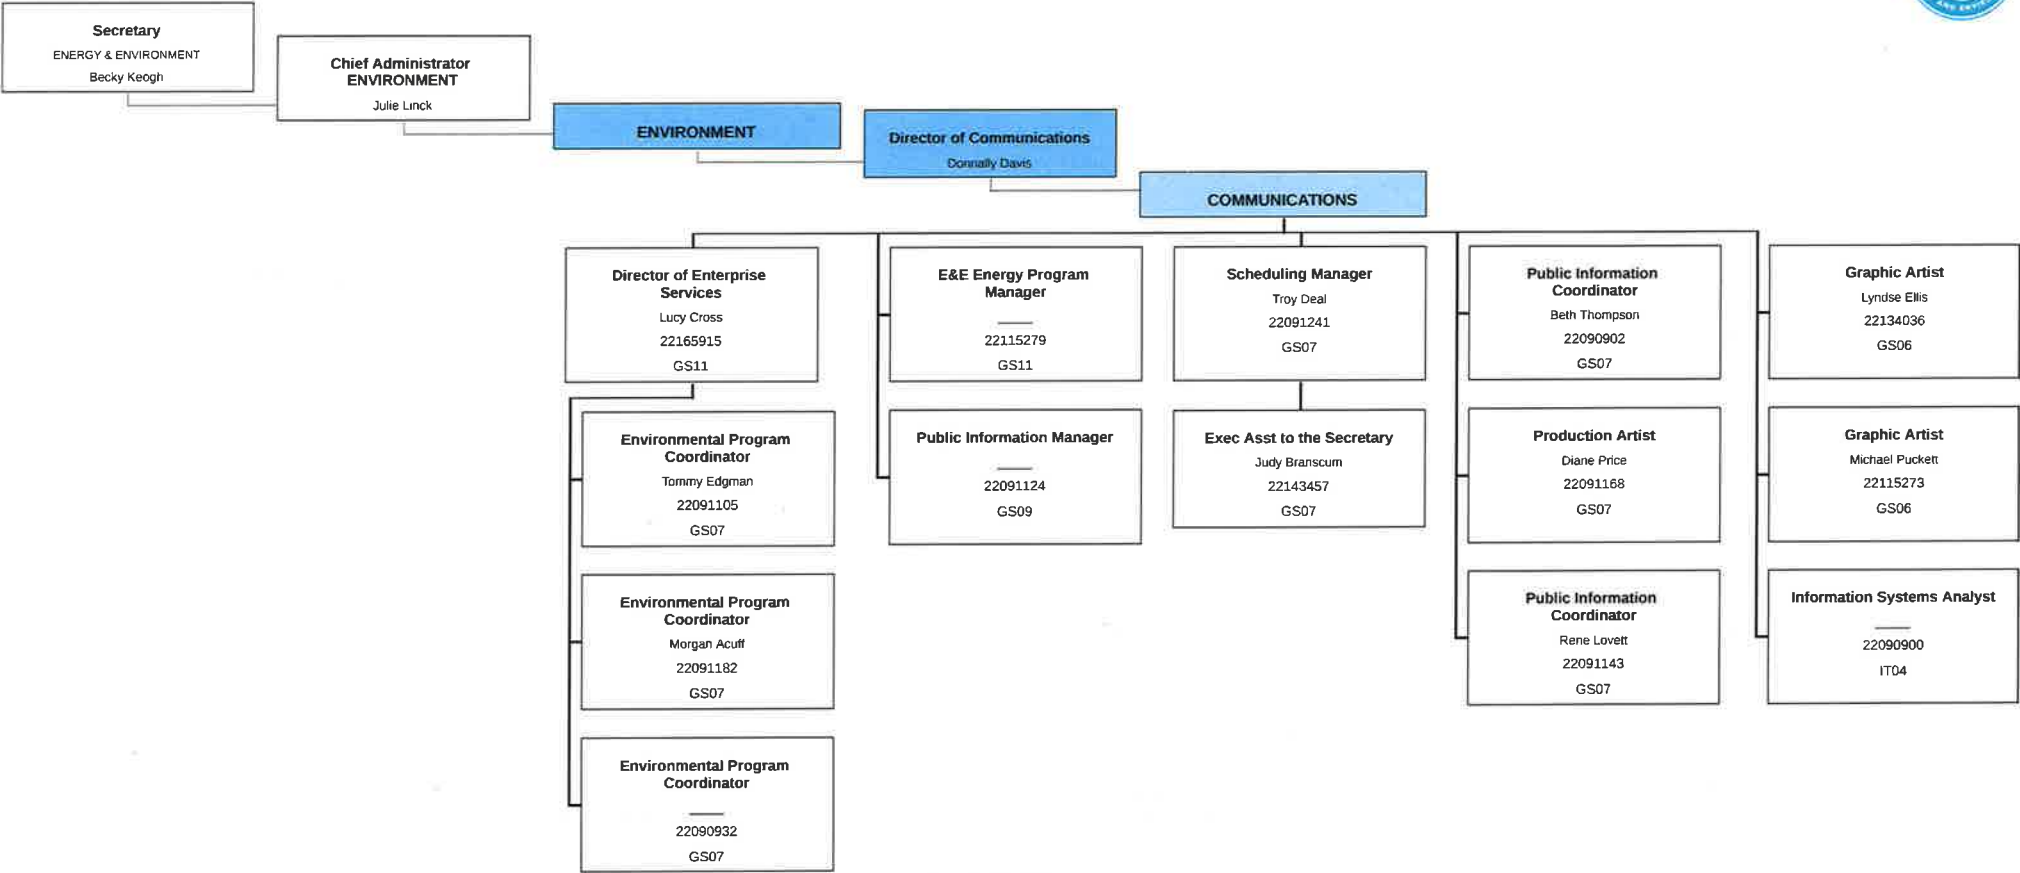 Secretary
ENERGY & ENVIRONMENT
Becky Keogh
Chief Administrator
ENVIRONMENT
Julie Linck
ENVIRONMENT
Director of Communications
Donnally Davis
COMMUNICATIONS
Director of Enterprise
Services
Lucy Cross
22165915
GS11
E&E Energy Program
Manager
22115279
GS11
Scheduling Manager
Troy Deal
22091241
GS07
Public Information
Coordinator
Beth Thompson
22090902
GS07
Graphic Artist
Lyndse Ellis
22134036
GS06
Environmental Program
Coordinator
Tommy Edgman
22091105
GS07
Public Information Manager
22091124
GS09
Exec Asst to the Secretary
Judy Branscum
22143457
GS07
Production Artist
Diane Price
22091168
GS07
Graphic Artist
Michael Puckett
22115273
GS06
Environmental Program
Coordinator
Morgan Acuff
22091182
GS07
Public Information
Coordinator
Rene Lovett
22091143
GS07
Information Systems Analyst
22090900
IT04
Environmental Program
Coordinator
22090932
GS07